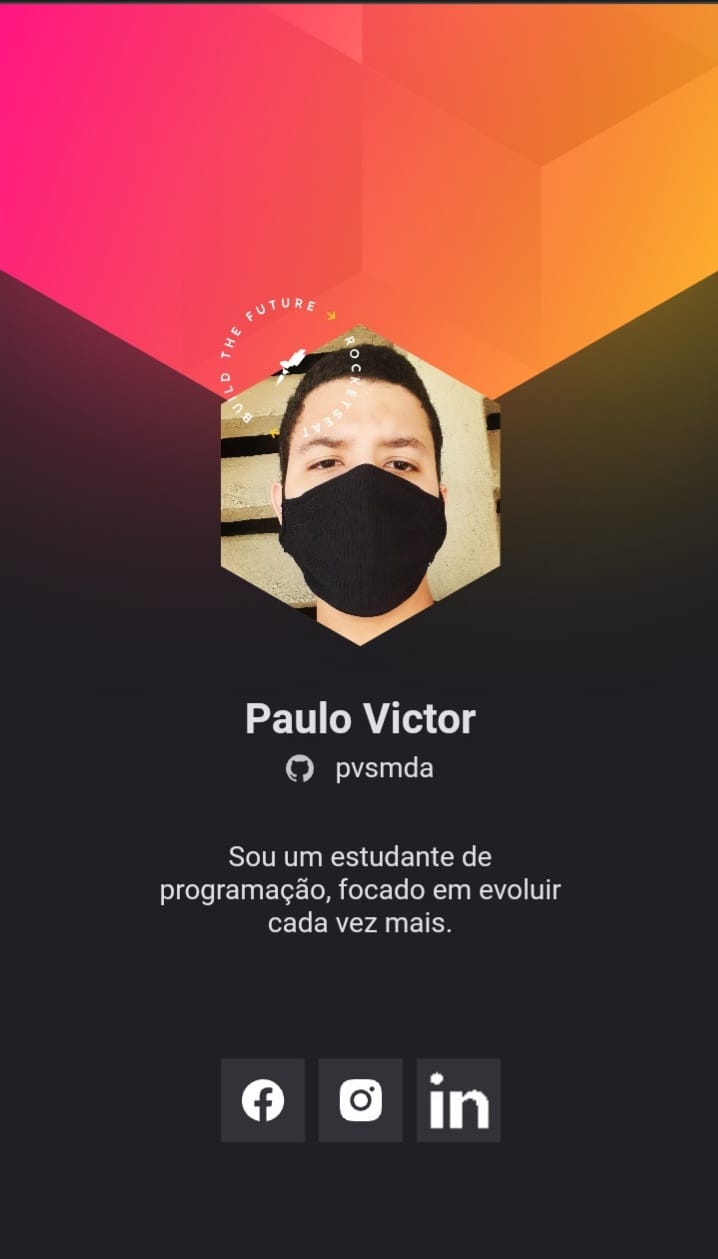 BUILD THE FUTURE
ROCKETSEAT
Paulo Victor
pvsmda
Sou um estudante de
programação, focado em evoluir
cada vez mais.
in